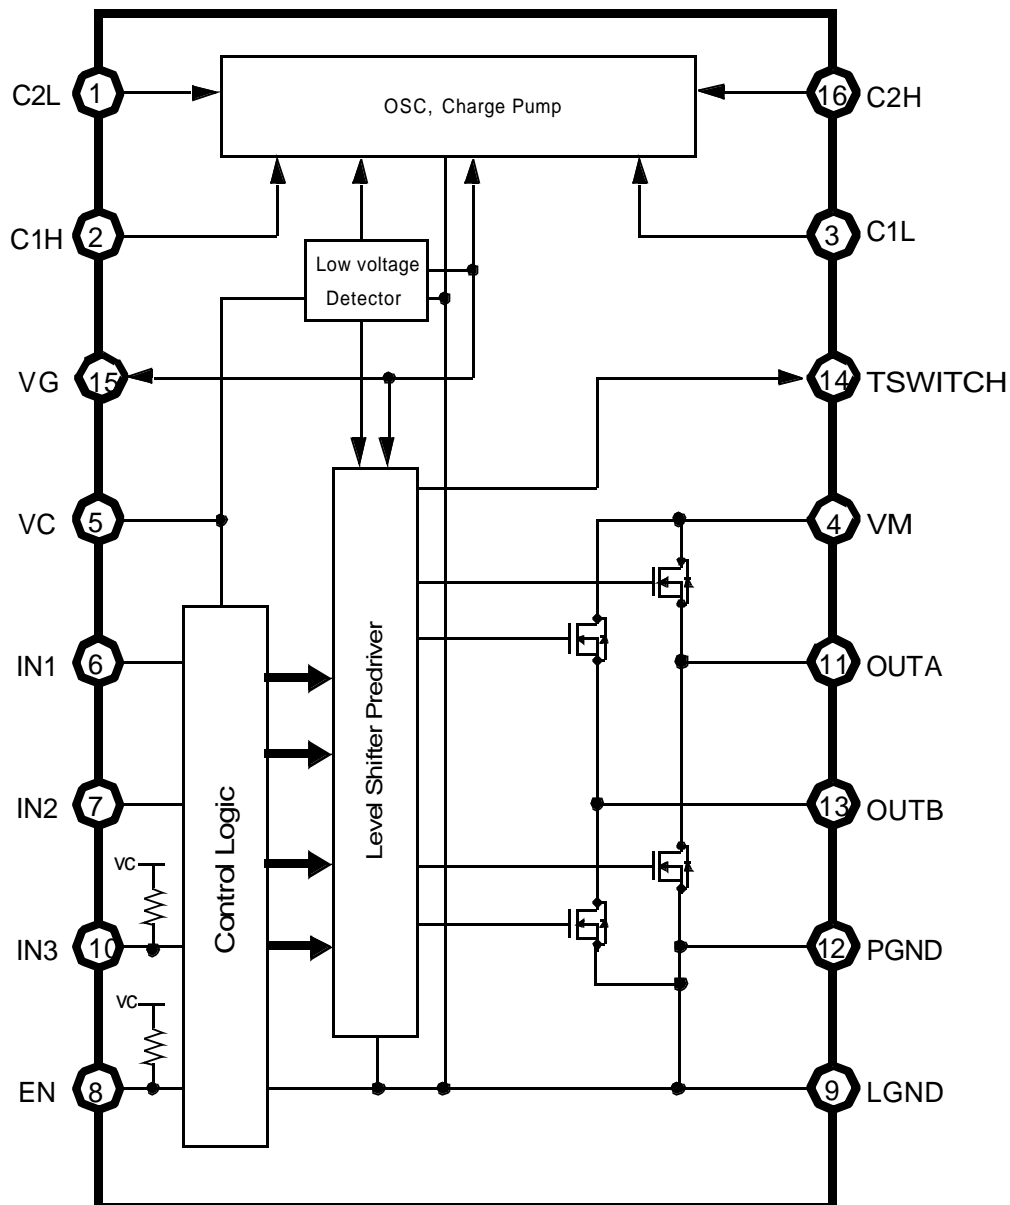 C2L 1 OSC, Charge Pump 16 C2H
C1H 2 3 C1L
Low voltage
Detector
VG 15 14 TSWITCH
VC 5 4 VM
IN1 6 11 OUTA
IN2 7 13 OUTB
Control Logic
Level Shifter Predriver
VC
IN3 10 12 PGND
VC
EN 8 9 LGND